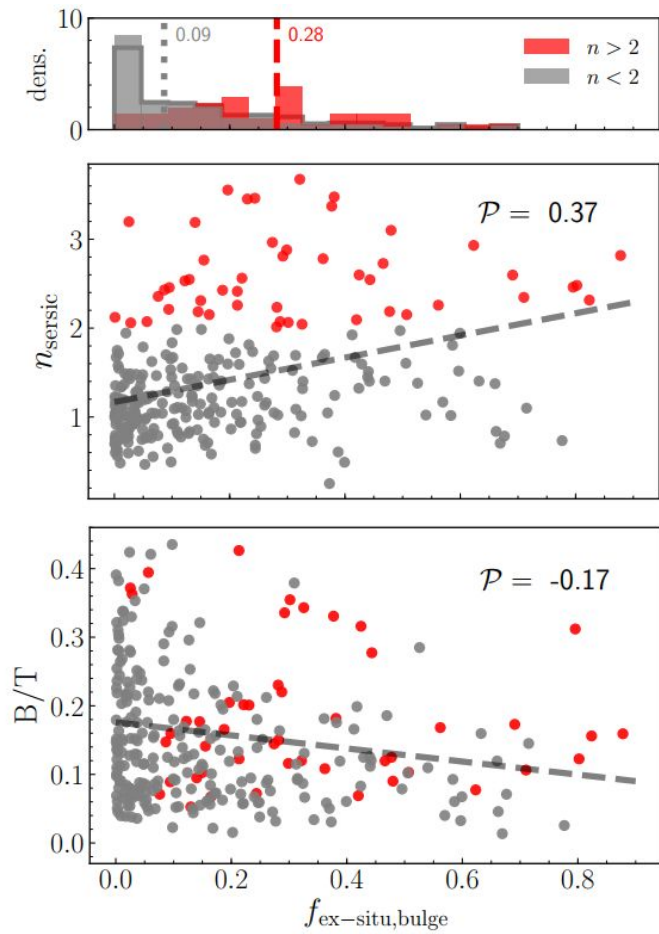 10
5
0
dens.
0.09
0.28
n > 2
n < 2
3
2
1
n_sersic
𝒫 = 0.37
0.4
0.3
0.2
0.1
0.0
B/T
𝒫 = -0.17
0.0 0.2 0.4 0.6 0.8
f_ex−situ,bulge